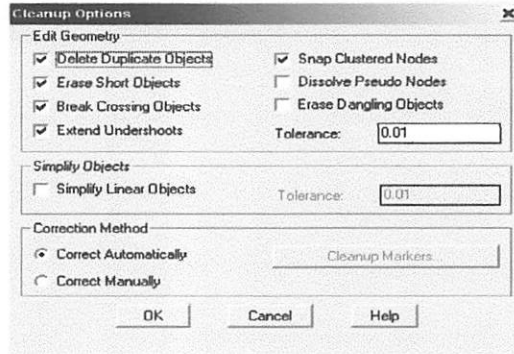 Cleanup Options
Edit Geometry
Delete Duplicate Objects
Snap Clustered Nodes
Erase Short Objects
Dissolve Pseudo Nodes
Break Crossing Objects
Erase Dangling Objects
Extend Undershoots
Tolerance: 0.01
Simplify Objects
Simplify Linear Objects
Tolerance: 0.01
Correction Method
Correct Automatically
Cleanup Markers...
Correct Manually
OK Cancel Help